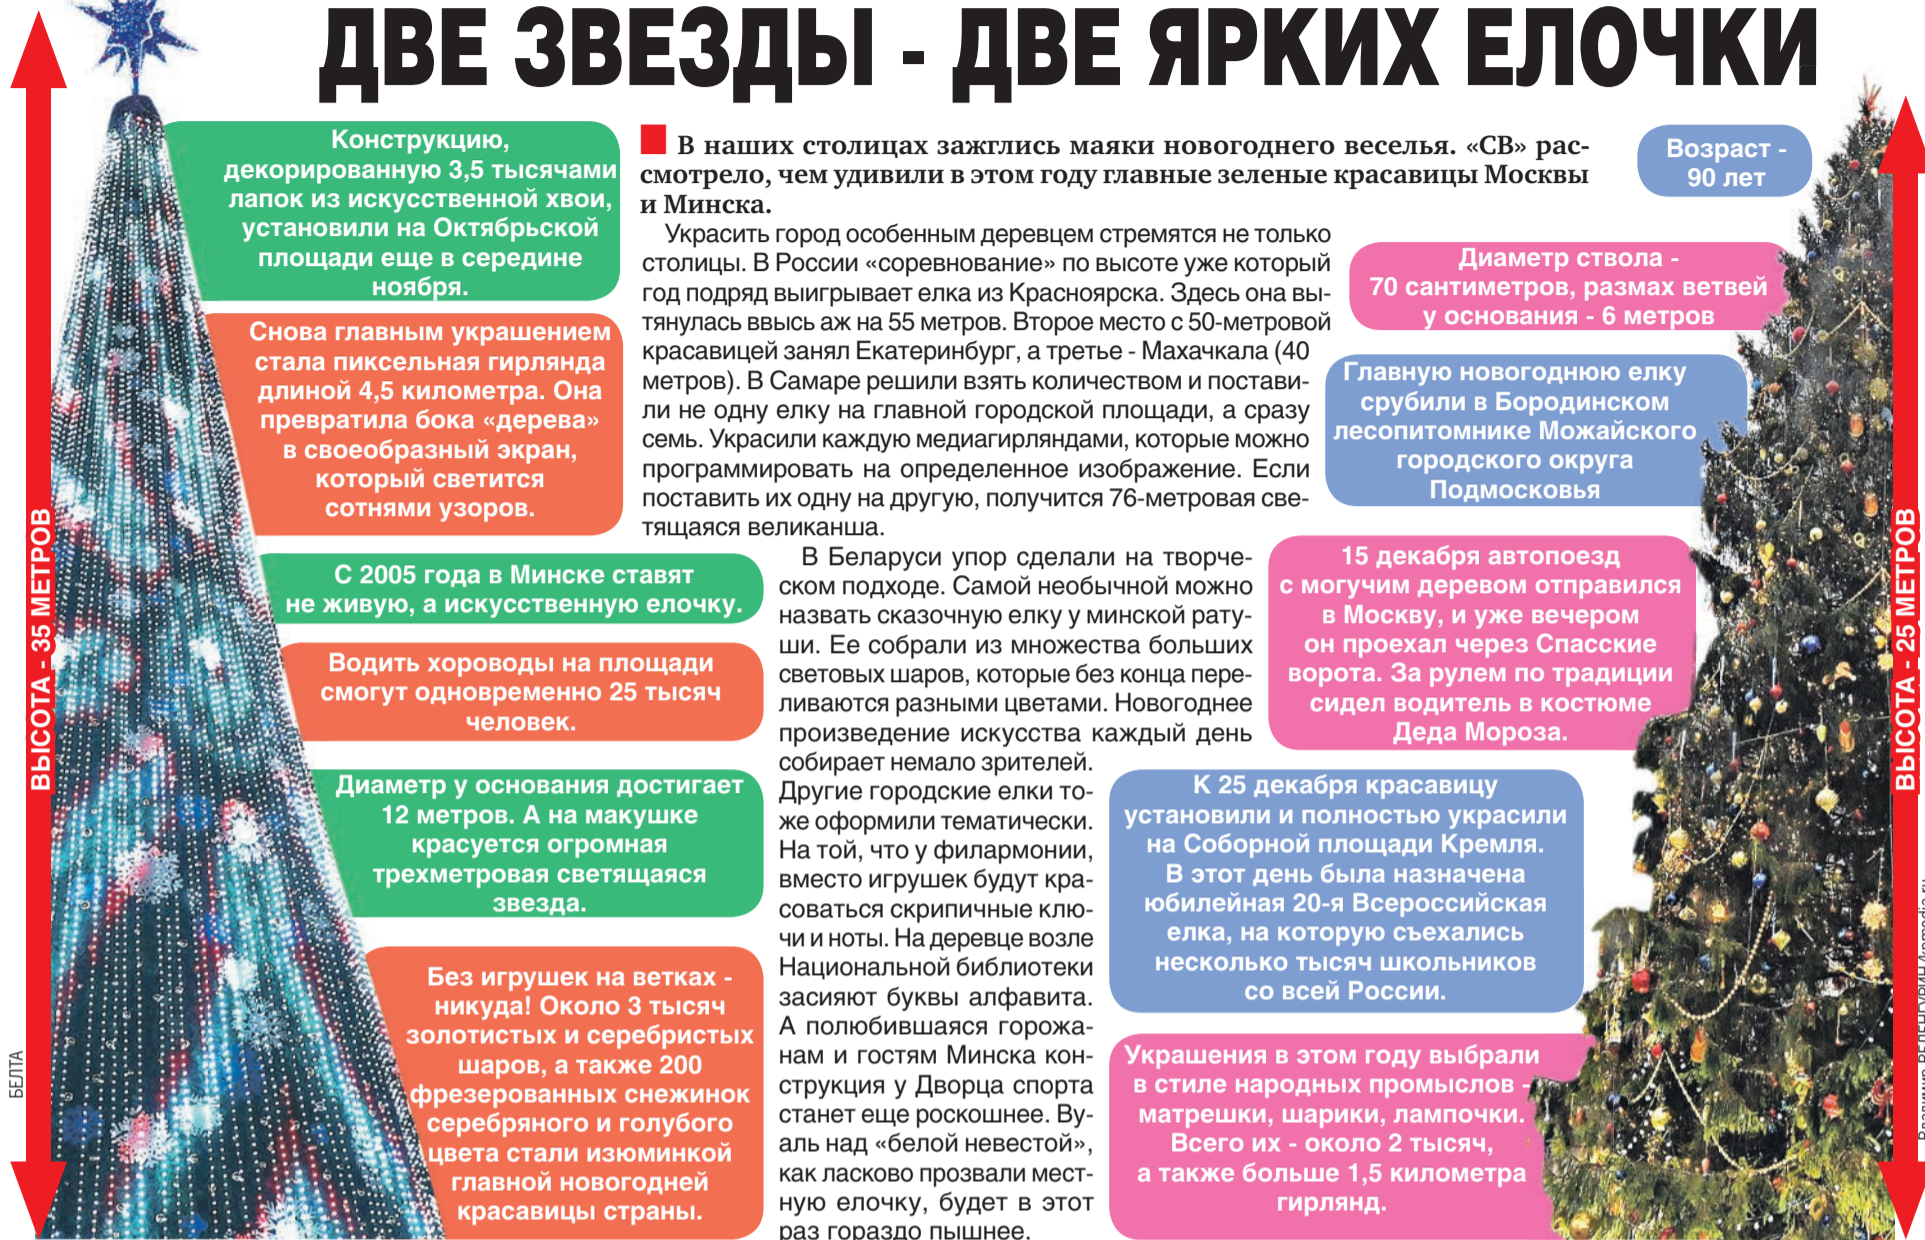 ДВЕ ЗВЕЗДЫ - ДВЕ ЯРКИХ ЕЛОЧКИ
В наших столицах зажглись маяки новогоднего веселья. «СВ» рас-
смотрело, чем удивили в этом году главные зеленые красавицы Москвы
и Минска.
Украсить город особенным деревцем стремятся не только
столицы. В России «соревнование» по высоте уже который
год подряд выигрывает елка из Красноярска. Здесь она вы-
тянулась ввысь аж на 55 метров. Второе место с 50-метровой
красавицей занял Екатеринбург, а третье - Махачкала (40
метров). В Самаре решили взять количеством и постави-
ли не одну елку на главной городской площади, а сразу
семь. Украсили каждую медиагирляндами, которые можно
программировать на определенное изображение. Если
поставить их одну на другую, получится 76-метровая све-
тящаяся великанша.
В Беларуси упор сделали на творче-
ском подходе. Самой необычной можно
назвать сказочную елку у минской рату-
ши. Ее собрали из множества больших
световых шаров, которые без конца пере-
ливаются разными цветами. Новогоднее
произведение искусства каждый день
собирает немало зрителей.
Другие городские елки то-
же оформили тематически.
На той, что у филармонии,
вместо игрушек будут кра-
соваться скрипичные клю-
чи и ноты. На деревце возле
Национальной библиотеки
засияют буквы алфавита.
А полюбившаяся горожа-
нам и гостям Минска кон-
струкция у Дворца спорта
станет еще роскошнее. Ву-
аль над «белой невестой»,
как ласково прозвали мест-
ную елочку, будет в этот
раз гораздо пышнее.
ВЫСОТА - 35 МЕТРОВ
БЕЛТА
Конструкцию,
декорированную 3,5 тысячами
лапок из искусственной хвои,
установили на Октябрьской
площади еще в середине
ноября.
Снова главным украшением
стала пиксельная гирлянда
длиной 4,5 километра. Она
превратила бока «дерева»
в своеобразный экран,
который светится
сотнями узоров.
С 2005 года в Минске ставят
не живую, а искусственную елочку.
Водить хороводы на площади
смогут одновременно 25 тысяч
человек.
Диаметр у основания достигает
12 метров. А на макушке
красуется огромная
трехметровая светящаяся
звезда.
Без игрушек на ветках -
никуда! Около 3 тысяч
золотистых и серебристых
шаров, а также 200
фрезерованных снежинок
серебряного и голубого
цвета стали изюминкой
главной новогодней
красавицы страны.
Возраст -
90 лет
Диаметр ствола -
70 сантиметров, размах ветвей
у основания - 6 метров
Главную новогоднюю елку
срубили в Бородинском
лесопитомнике Можайского
городского округа
Подмосковья
15 декабря автопоезд
с могучим деревом отправился
в Москву, и уже вечером
он проехал через Спасские
ворота. За рулем по традиции
сидел водитель в костюме
Деда Мороза.
К 25 декабря красавицу
установили и полностью украсили
на Соборной площади Кремля.
В этот день была назначена
юбилейная 20-я Всероссийская
елка, на которую съехались
несколько тысяч школьников
со всей России.
Украшения в этом году выбрали
в стиле народных промыслов -
матрешки, шарики, лампочки.
Всего их - около 2 тысяч,
а также больше 1,5 километра
гирлянд.
ВЫСОТА - 25 МЕТРОВ